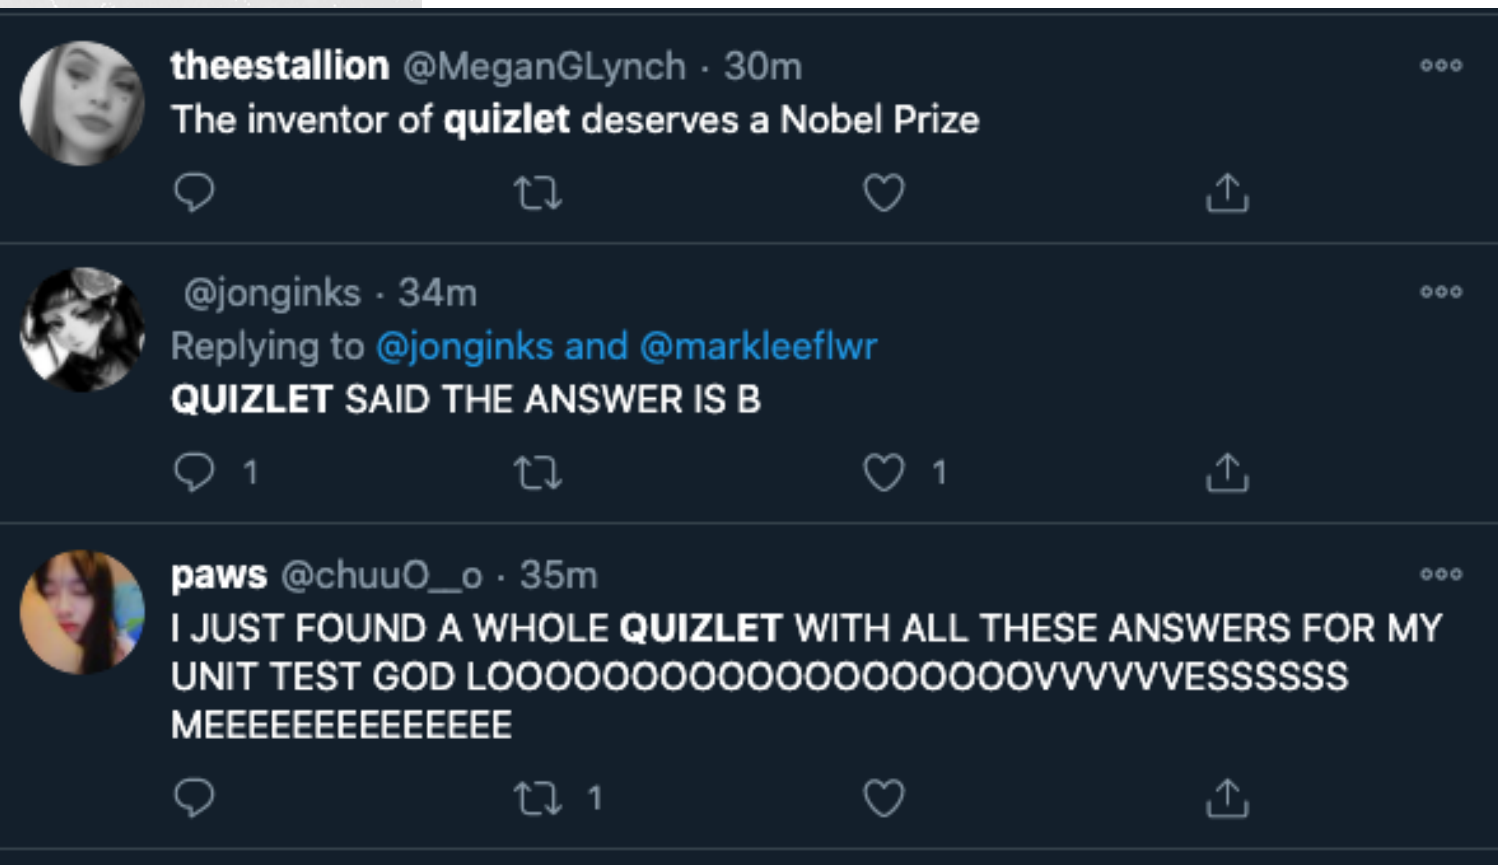 theestallion @MeganGLynch · 30m
The inventor of quizlet deserves a Nobel Prize
@jonginks · 34m
Replying to @jonginks and @markleeflwr
QUIZLET SAID THE ANSWER IS B
1 1
paws @chuuO__o · 35m
I JUST FOUND A WHOLE QUIZLET WITH ALL THESE ANSWERS FOR MY
UNIT TEST GOD LOOOOOOOOOOOOOOOOOOOVVVVVVESSSSSS
MEEEEEEEEEEEEEE
1